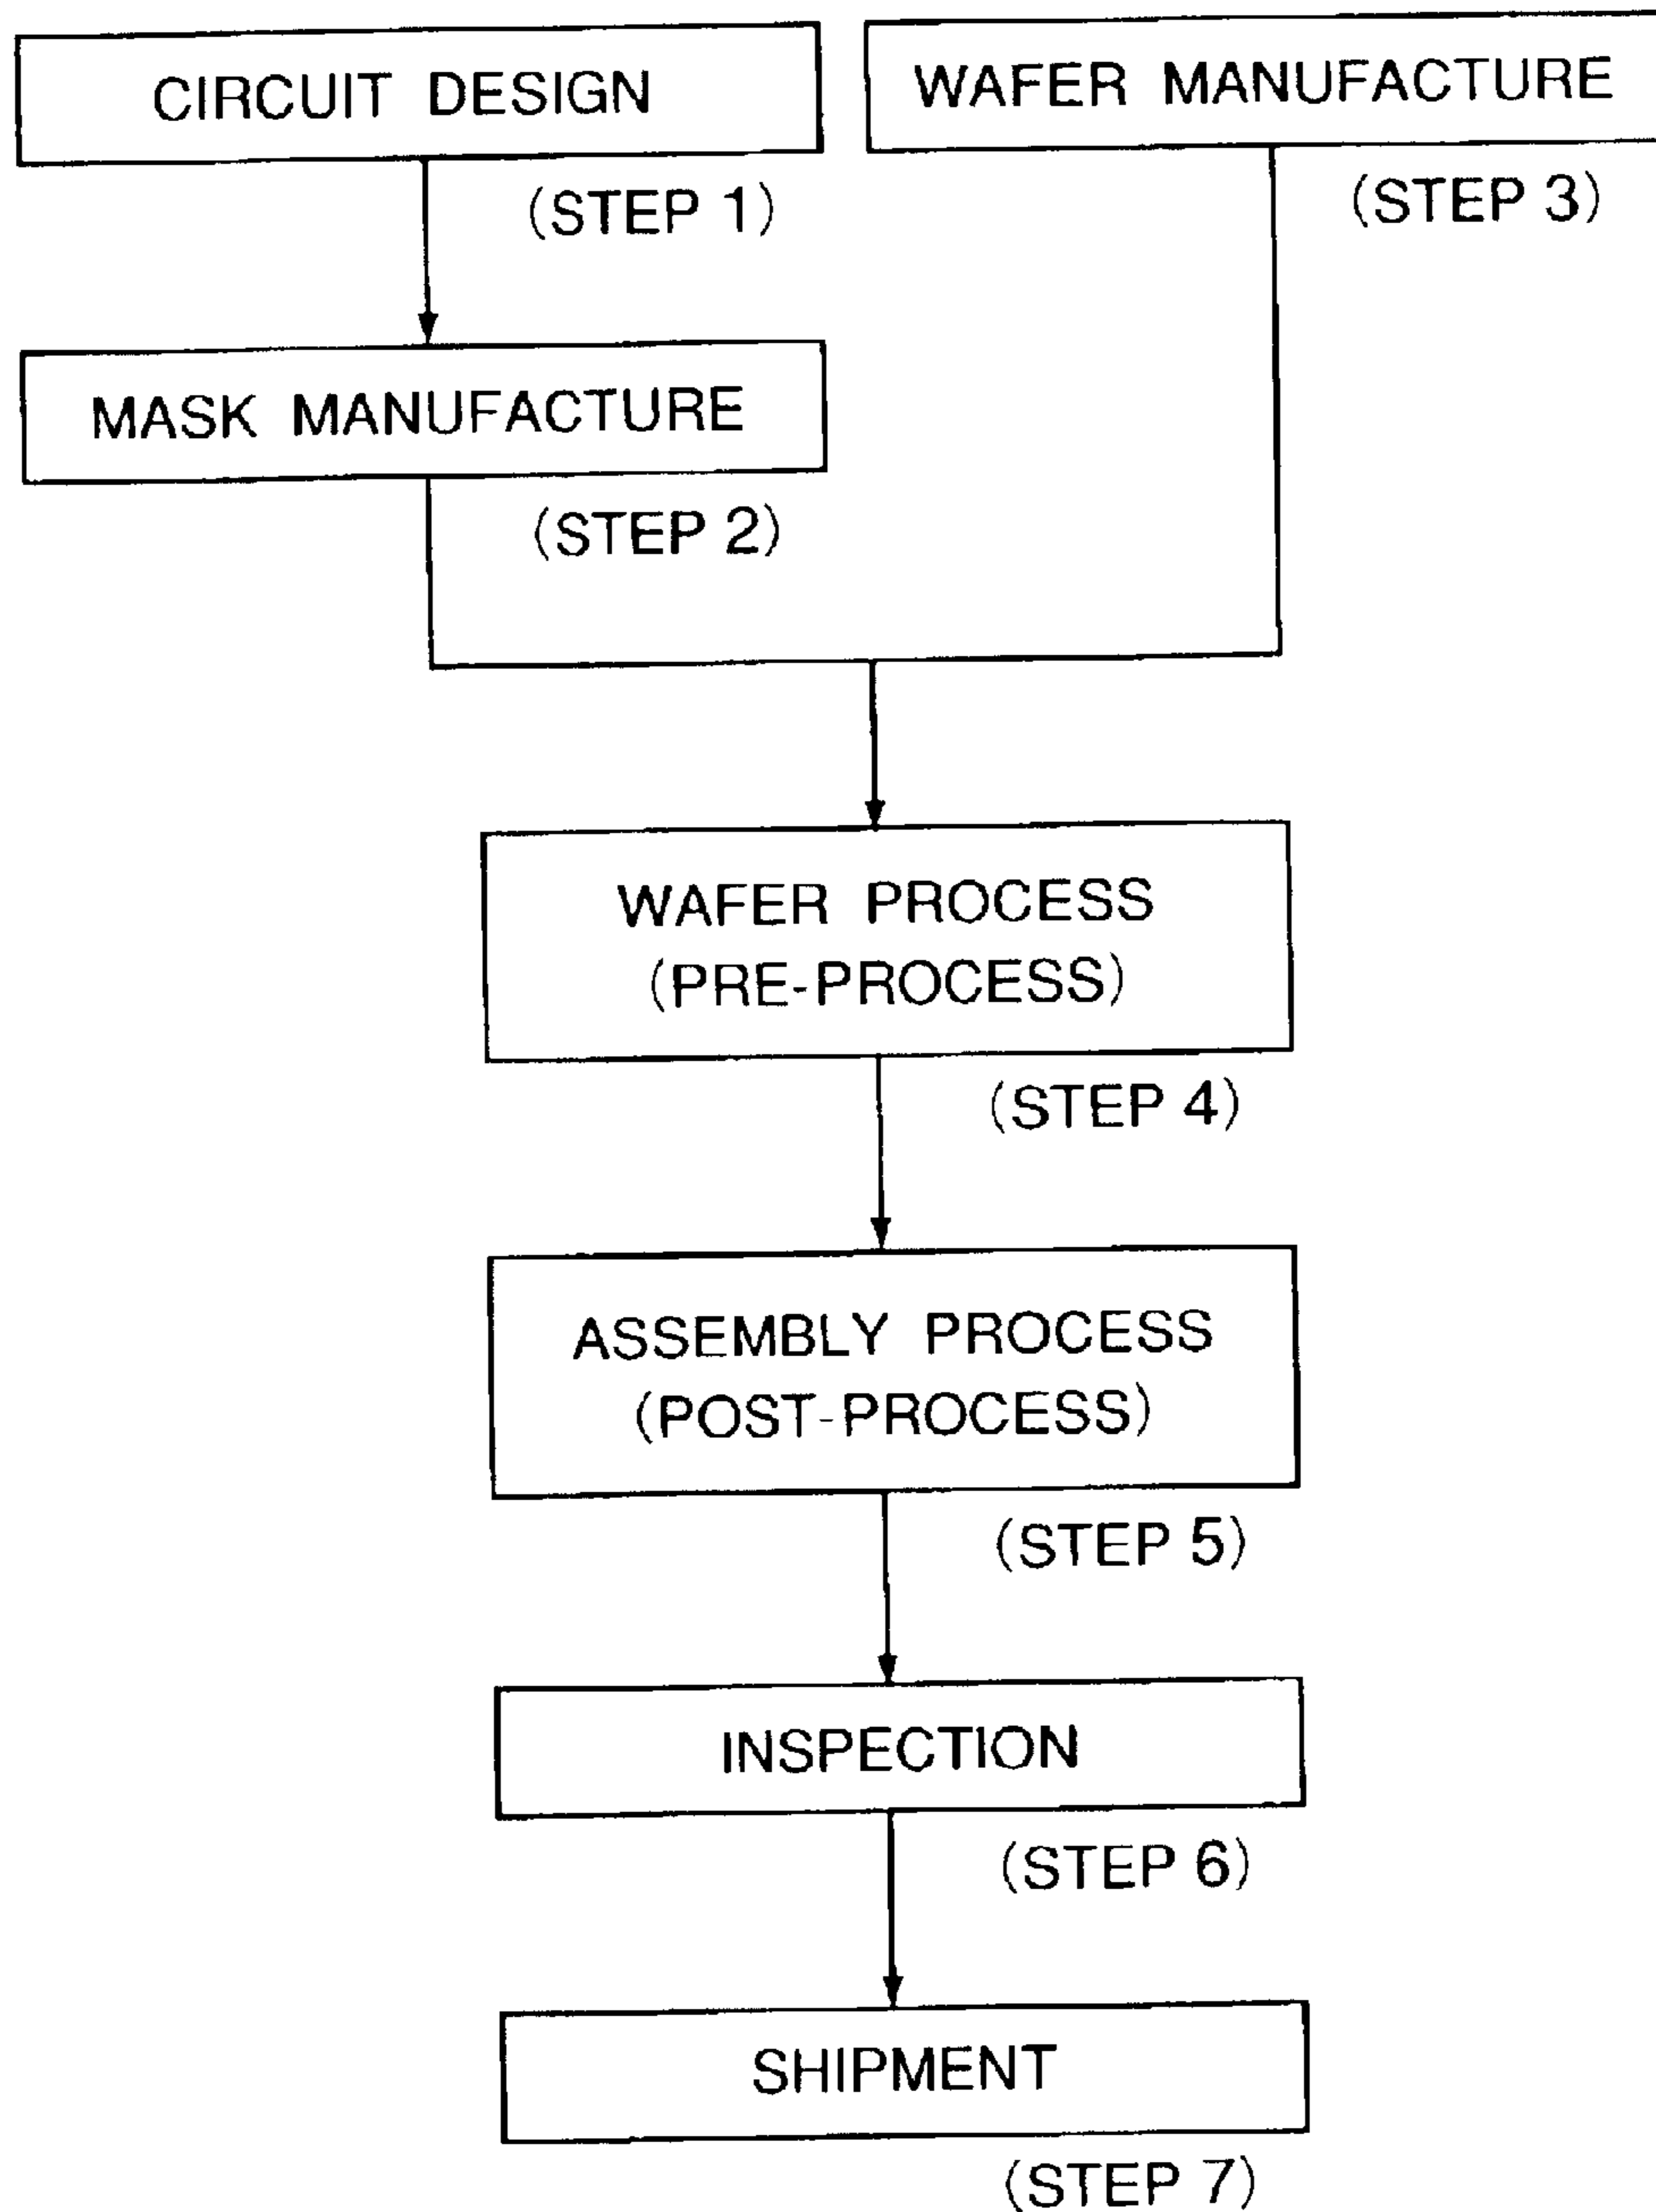 CIRCUIT DESIGN
(STEP 1)
WAFER MANUFACTURE
(STEP 3)
MASK MANUFACTURE
(STEP 2)
WAFER PROCESS
(PRE-PROCESS)
(STEP 4)
ASSEMBLY PROCESS
(POST-PROCESS)
(STEP 5)
INSPECTION
(STEP 6)
SHIPMENT
(STEP 7)